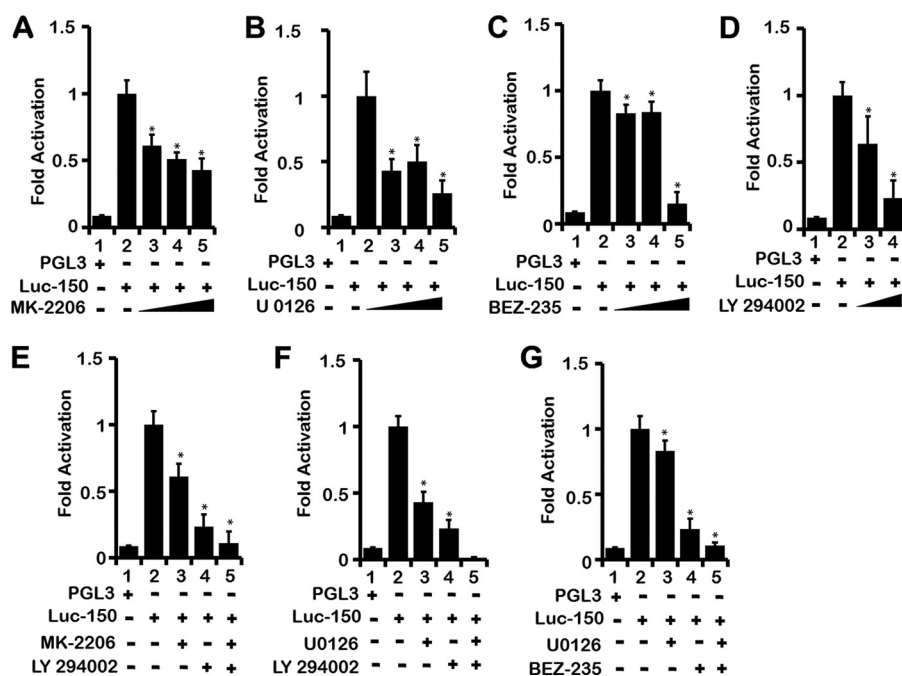 A
1.5
1
0.5
0
Fold Activation
*
*
*
1 2 3 4 5
PGL3 + - - - -
Luc-150 - + + + +
MK-2206 - -
B
1.5
1
0.5
0
Fold Activation
*
*
*
1 2 3 4 5
PGL3 + - - - -
Luc-150 - + + + +
U 0126 - -
C
1.5
1
0.5
0
Fold Activation
*
*
*
1 2 3 4 5
PGL3 + - - - -
Luc-150 - + + + +
BEZ-235 - -
D
1.5
1
0.5
0
Fold Activation
*
*
1 2 3 4
PGL3 + - - -
Luc-150 - + + +
LY 294002 - -
E
1.5
1
0.5
0
Fold Activation
*
*
*
1 2 3 4 5
PGL3 + - - - -
Luc-150 - + + + +
MK-2206 - - + - +
LY 294002 - - - + +
F
1.5
1
0.5
0
Fold Activation
*
*
1 2 3 4 5
PGL3 + - - - -
Luc-150 - + + + +
U0126 - - + - +
LY 294002 - - - + +
G
1.5
1
0.5
0
Fold Activation
*
*
*
1 2 3 4 5
PGL3 + - - - -
Luc-150 - + + + +
U0126 - - + - +
BEZ-235 - - - + +